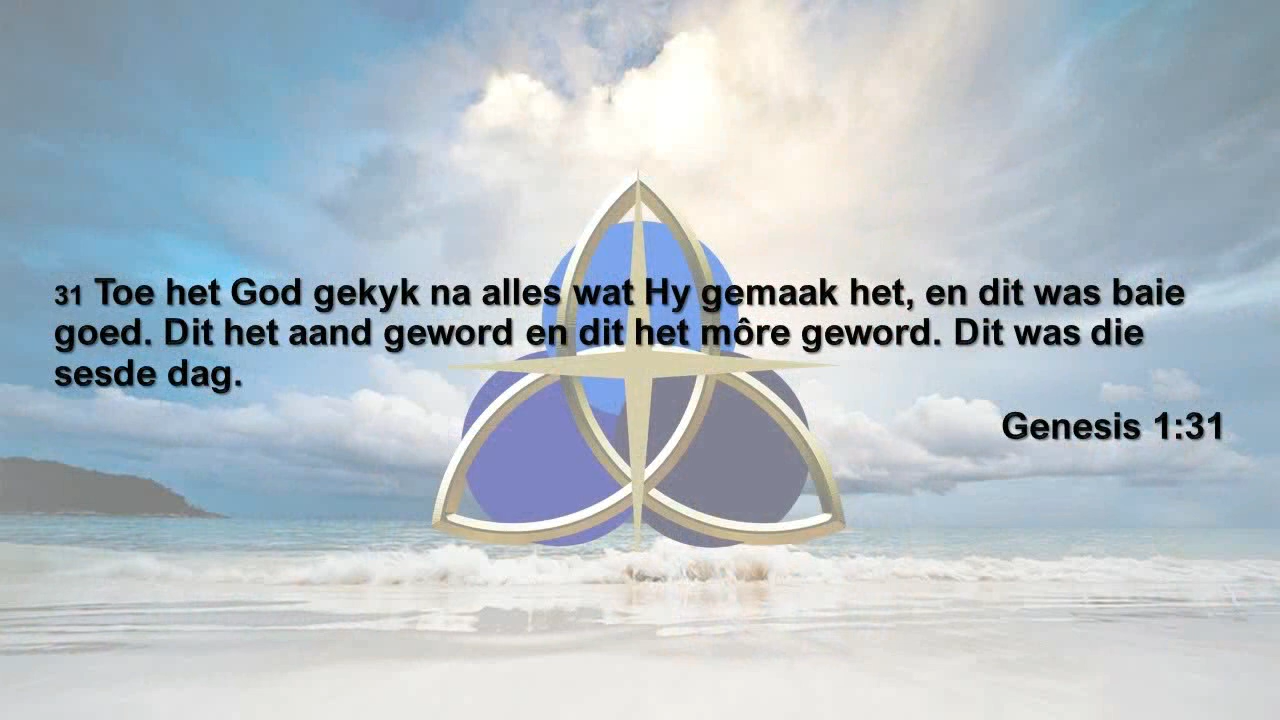 31 Toe het God gekyk na alles wat Hy gemaak het, en dit was baie
goed. Dit het aand geword en dit het môre geword. Dit was die
sesde dag.
Genesis 1:31